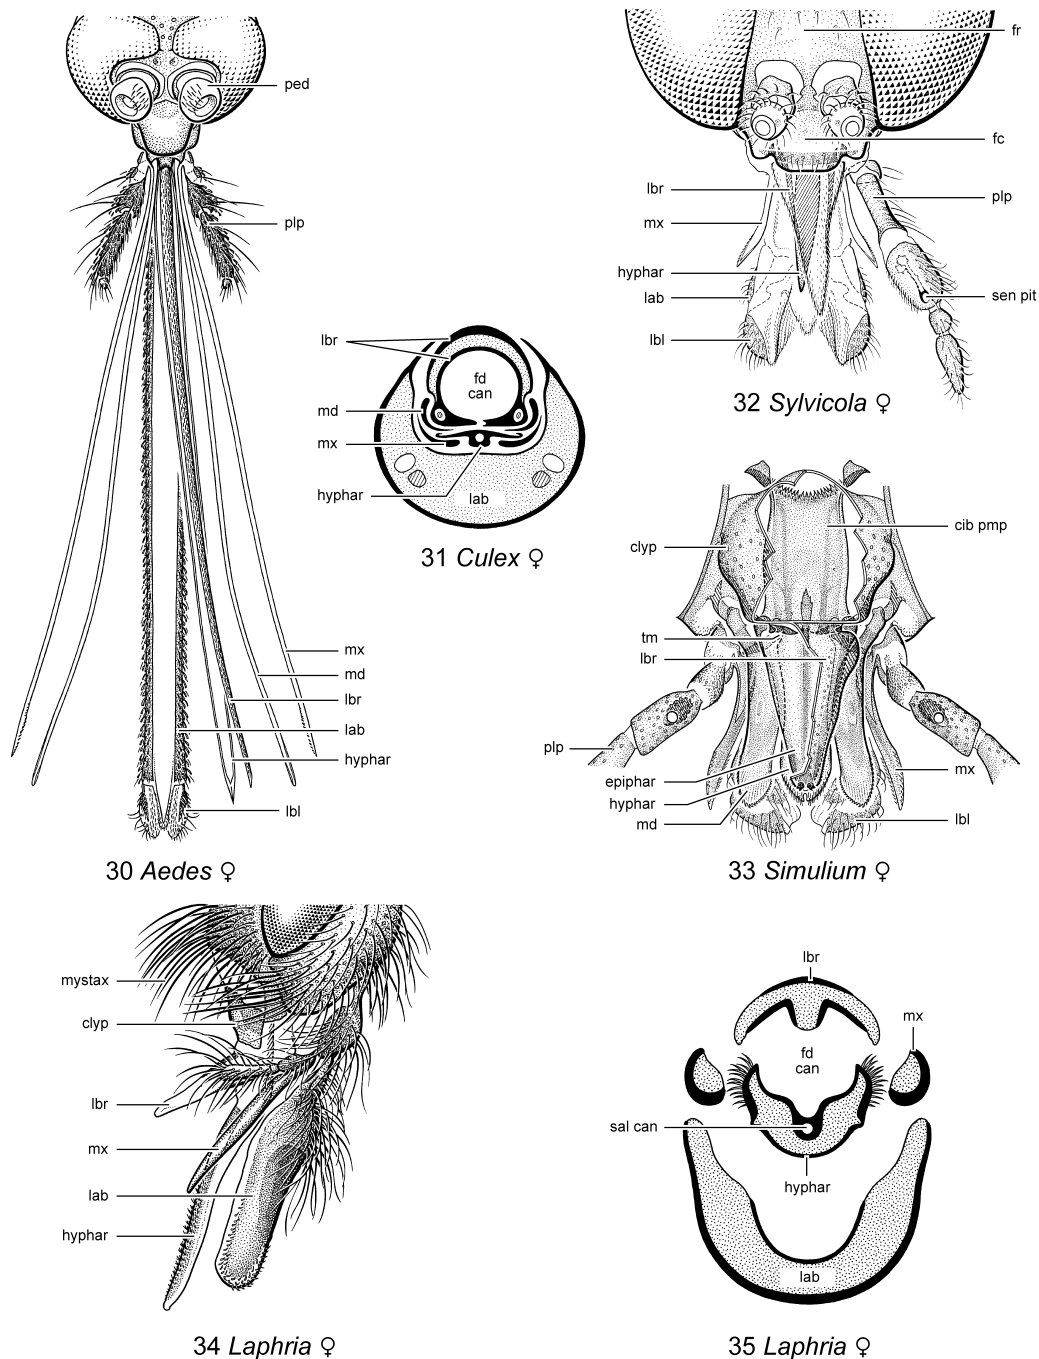 ped
plp
mx
md
lbr
lab
hyphar
lbl
30 Aedes ♀
lbr
fd
can
md
mx
hyphar
lab
31 Culex ♀
fr
fc
lbr
plp
mx
hyphar
sen pit
lab
lbl
32 Sylvicola ♀
cib pmp
clyp
tm
lbr
plp
mx
epiphar
hyphar
md
lbl
33 Simulium ♀
mystax
clyp
lbr
mx
lab
hyphar
34 Laphria ♀
lbr
mx
fd
can
sal can
hyphar
lab
35 Laphria ♀